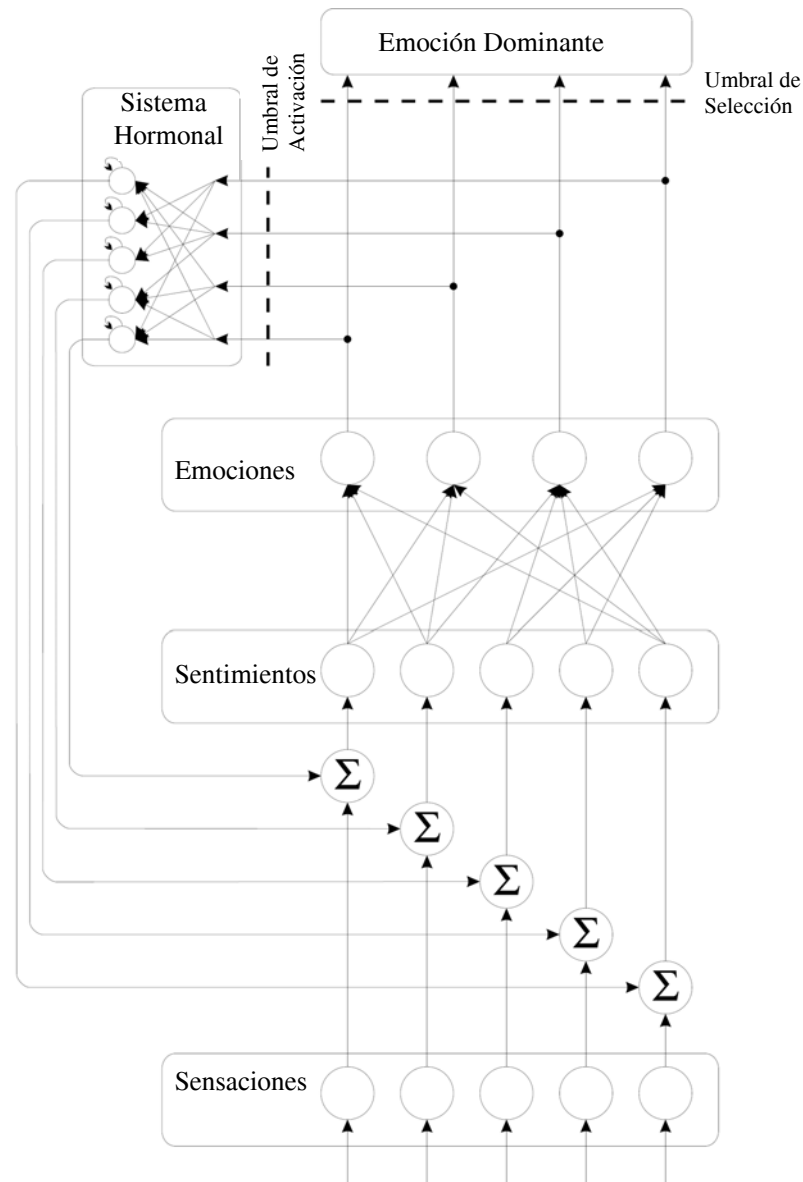 Emoción Dominante
Umbral de
Selección
Sistema
Hormonal
Umbral de
Activación
Emociones
Sentimientos
Σ
Σ
Σ
Σ
Σ
Sensaciones